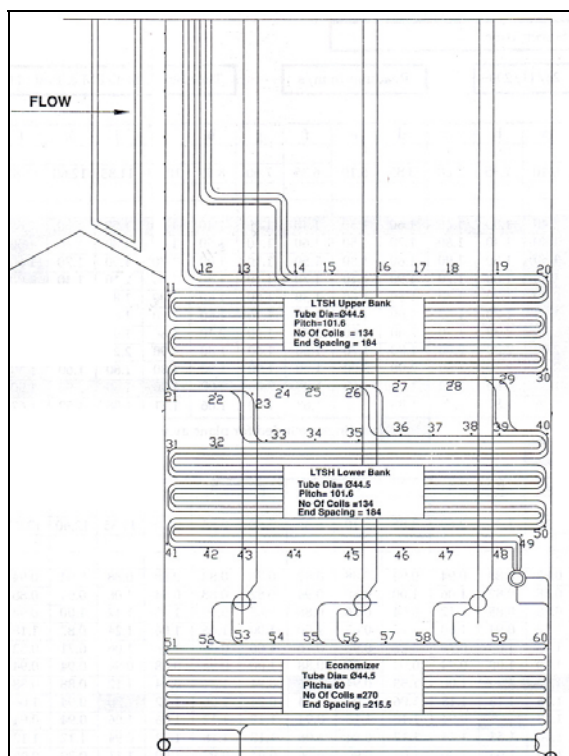 FLOW
12 13 14 15 16 17 18 19 20
11
LTSH Upper Bank
Tube Dia=Ø44.5
Pitch=101.6
No Of Coils = 134
End Spacing = 184
21 22 23 24 25 26 27 28 29 30
31 32 33 34 35 36 37 38 39 40
LTSH Lower Bank
Tube Dia= Ø44.5
Pitch= 101.6
No Of Coils =134
End Spacing = 184
41 42 43 44 45 46 47 48 49 50
51 52 53 54 55 56 57 58 59 60
Economizer
Tube Dia= Ø44.5
Pitch= 60
No Of Coils =270
End Spacing =215.5